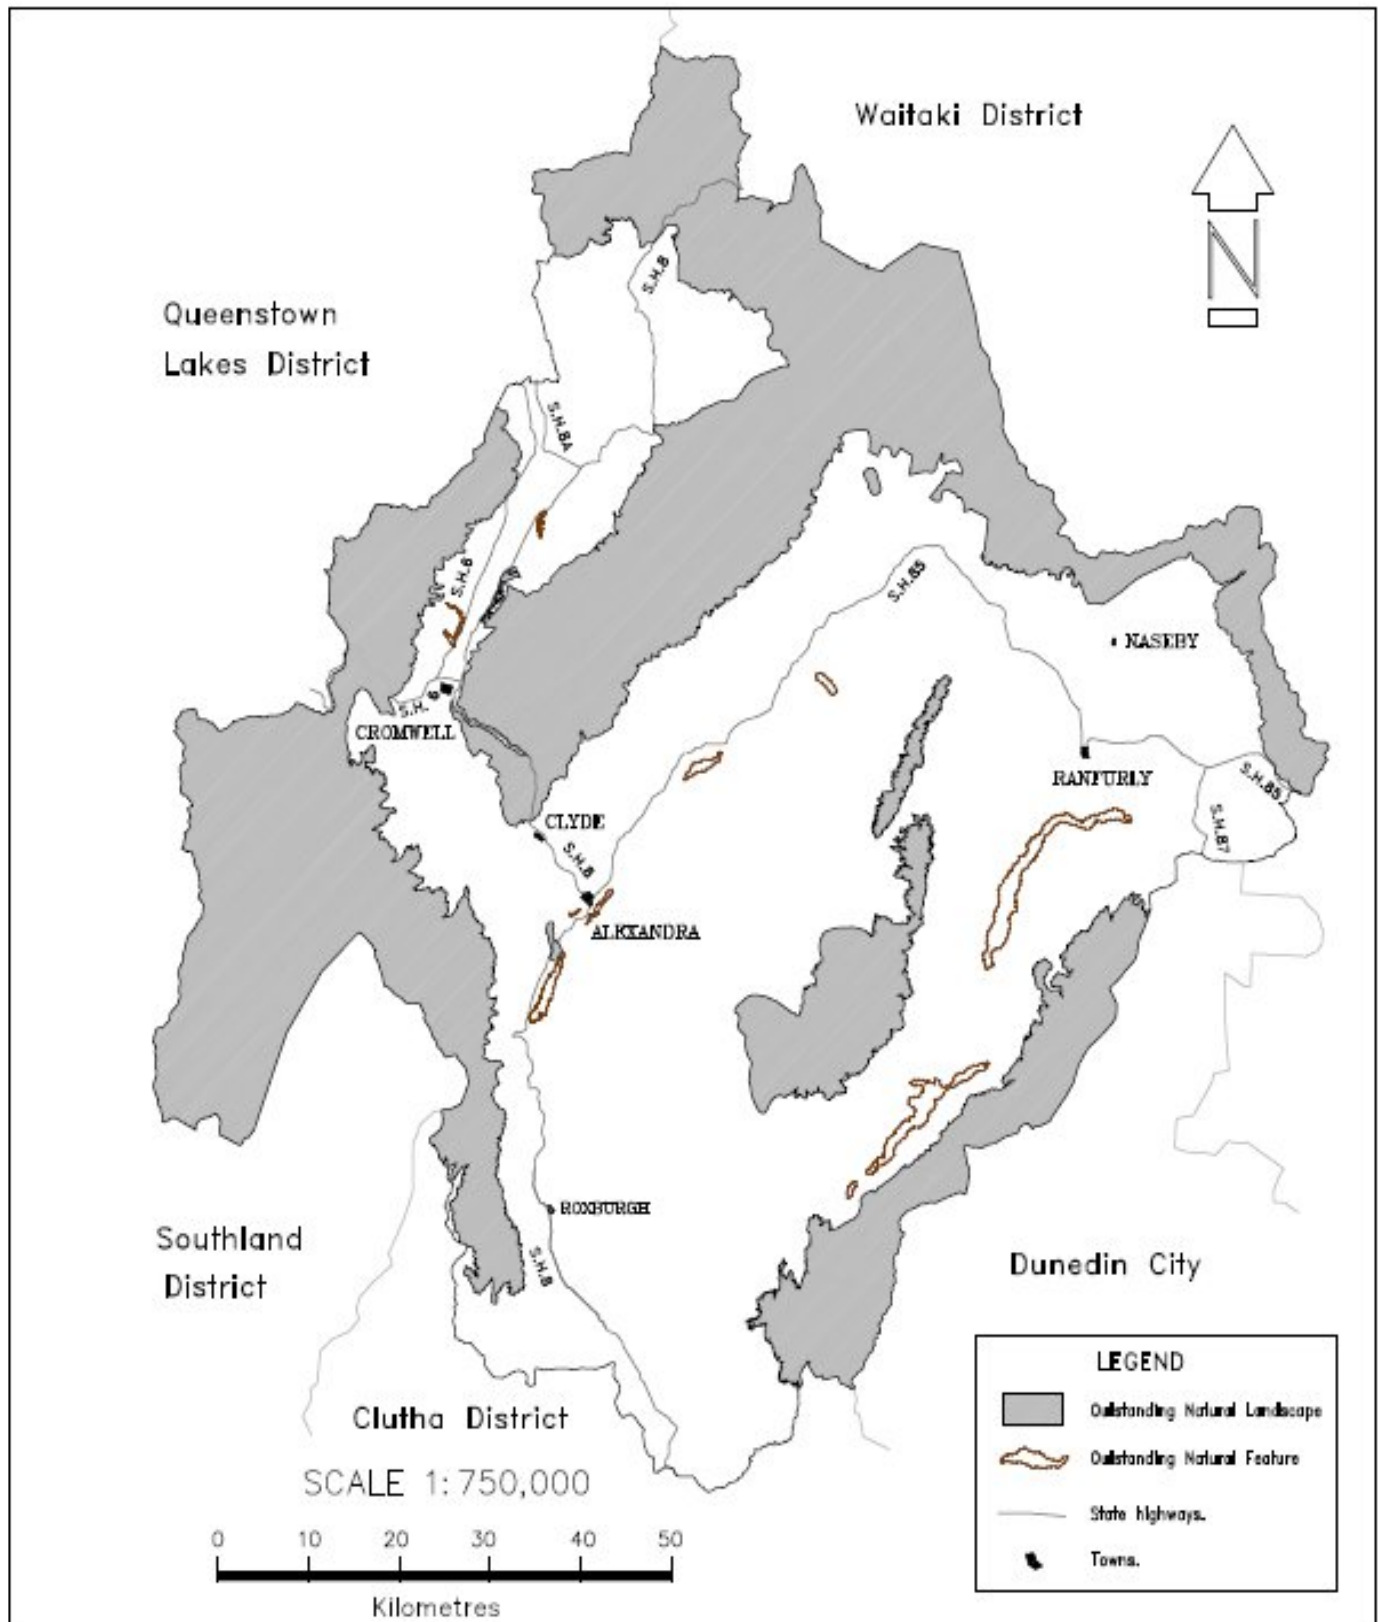 Waitaki District
N
Queenstown
Lakes District
S.H.8
S.H.8A
S.H.6
S.H.85
NASEBY
S.H. 6
CROMWELL
RANFURLY
S.H.85
CLYDE
S.H.87
S.H.8
ALEXANDRA
ROXBURGH
Southland
District
S.H.8
Dunedin City
LEGEND
Outstanding Natural Landscape
Outstanding Natural Feature
State highways.
Towns.
Clutha District
SCALE 1:750,000
0 10 20 30 40 50
Kilometres